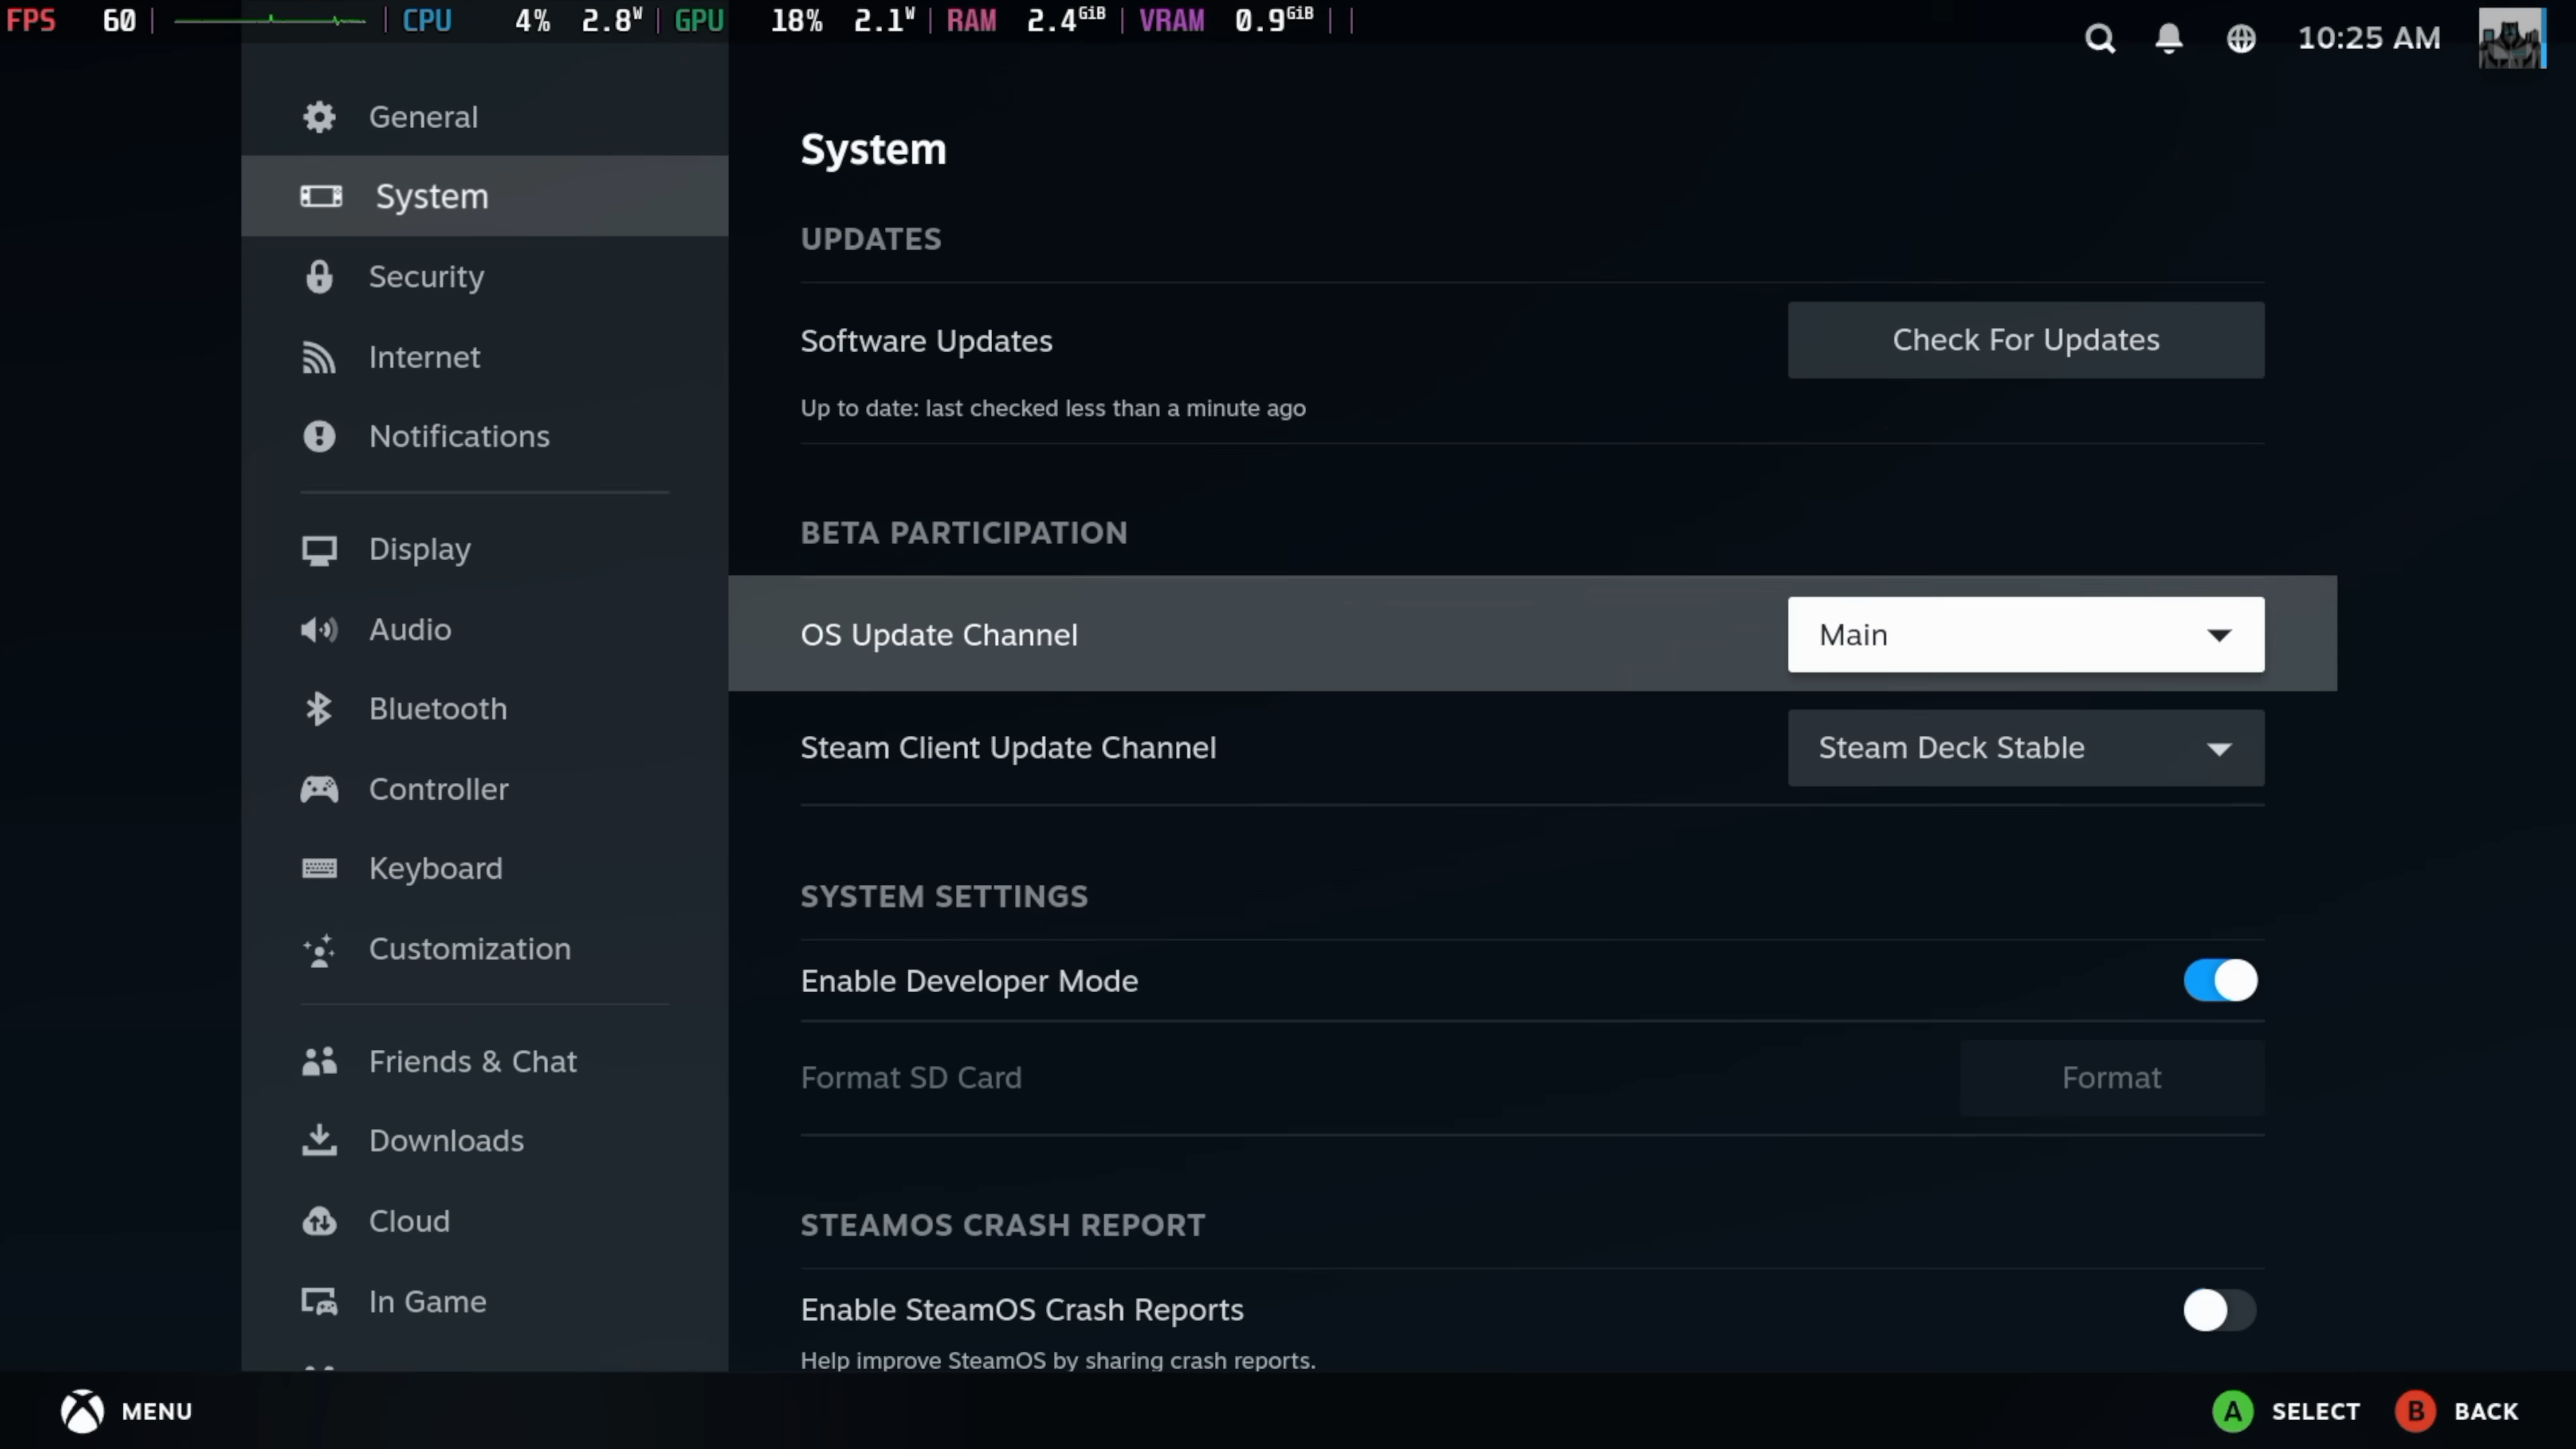 FPS 60 | CPU 4% 2.8W | GPU 18% 2.1W | RAM 2.4GiB | VRAM 0.9GiB | |
10:25 AM
General
System
Security
Internet
Notifications
Display
Audio
Bluetooth
Controller
Keyboard
Customization
Friends & Chat
Downloads
Cloud
In Game
System
UPDATES
Software Updates
Check For Updates
Up to date: last checked less than a minute ago
BETA PARTICIPATION
OS Update Channel
Main
Steam Client Update Channel
Steam Deck Stable
SYSTEM SETTINGS
Enable Developer Mode
Format SD Card
Format
STEAMOS CRASH REPORT
Enable SteamOS Crash Reports
Help improve SteamOS by sharing crash reports.
MENU
A SELECT
B BACK